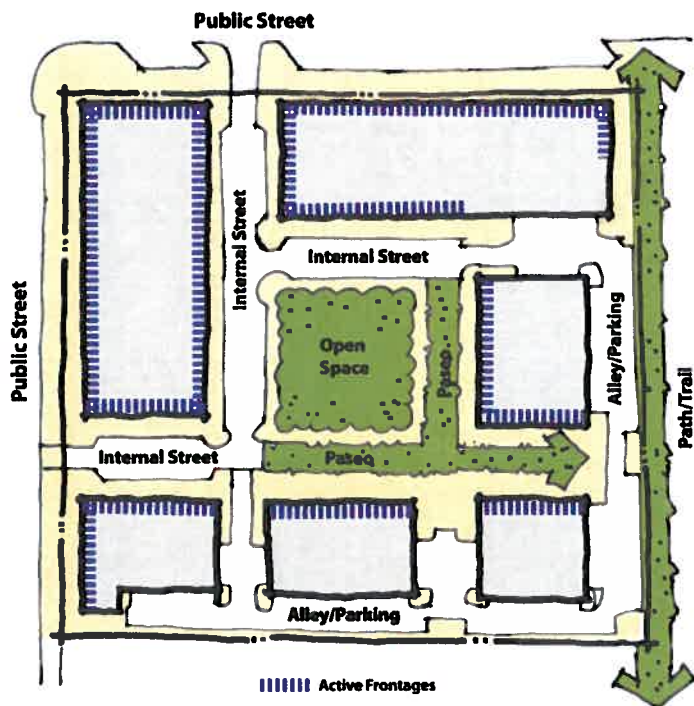 Public Street
Internal Street
Internal Street
Public Street
Open
Space
Paseo
Alley/Parking
Path/Trail
Internal Street
Paseo
Alley/Parking
Active Frontages